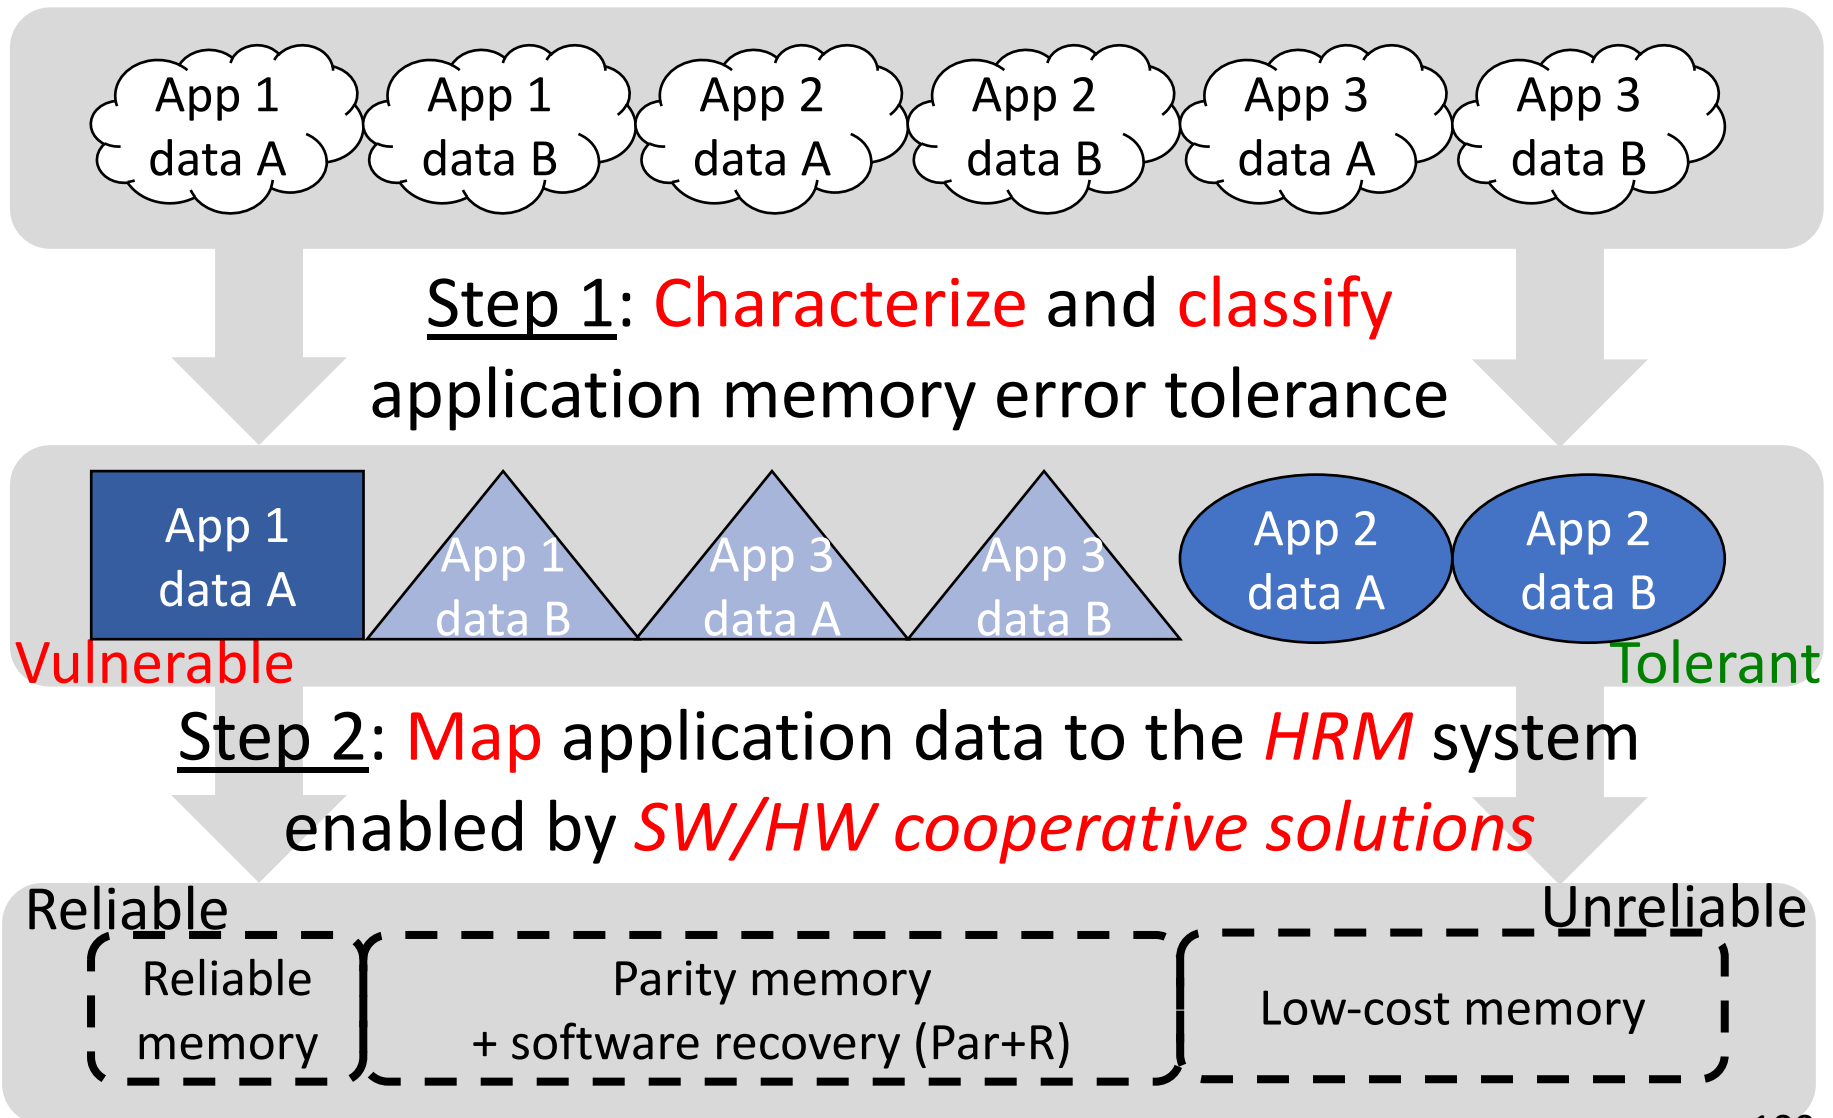 App 1
data A
App 1
data B
App 2
data A
App 2
data B
App 3
data A
App 3
data B
Step 1: Characterize and classify
application memory error tolerance
App 1
data A
App 1
data B
App 3
data A
App 3
data B
App 2
data A
App 2
data B
Vulnerable
Tolerant
Step 2: Map application data to the HRM system
enabled by SW/HW cooperative solutions
Reliable
Unreliable
Reliable
memory
Parity memory
+ software recovery (Par+R)
Low-cost memory